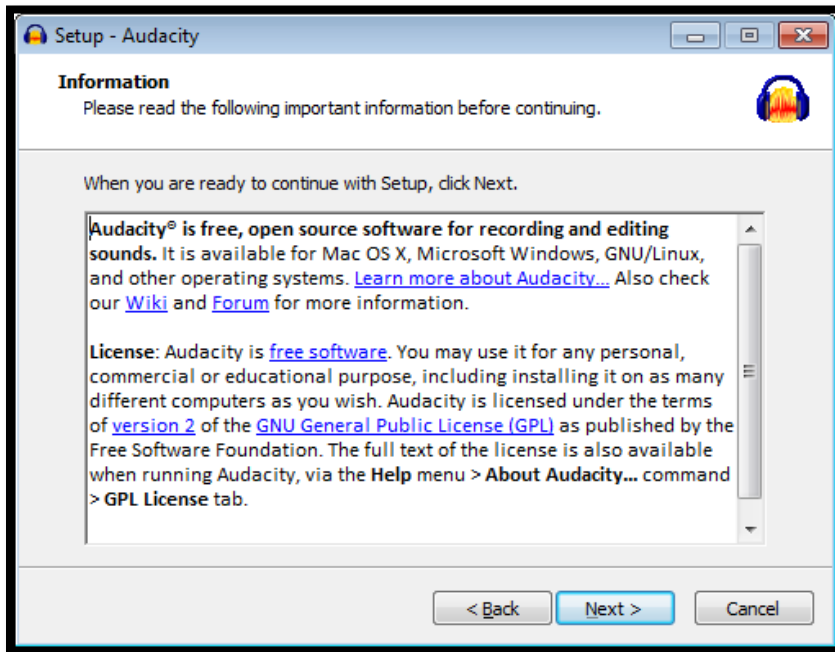 Setup - Audacity
Information
Please read the following important information before continuing.
When you are ready to continue with Setup, click Next.
Audacity® is free, open source software for recording and editing
sounds. It is available for Mac OS X, Microsoft Windows, GNU/Linux,
and other operating systems. Learn more about Audacity... Also check
our Wiki and Forum for more information.
License: Audacity is free software. You may use it for any personal,
commercial or educational purpose, including installing it on as many
different computers as you wish. Audacity is licensed under the terms
of version 2 of the GNU General Public License (GPL) as published by the
Free Software Foundation. The full text of the license is also available
when running Audacity, via the Help menu > About Audacity... command
> GPL License tab.
< Back Next > Cancel